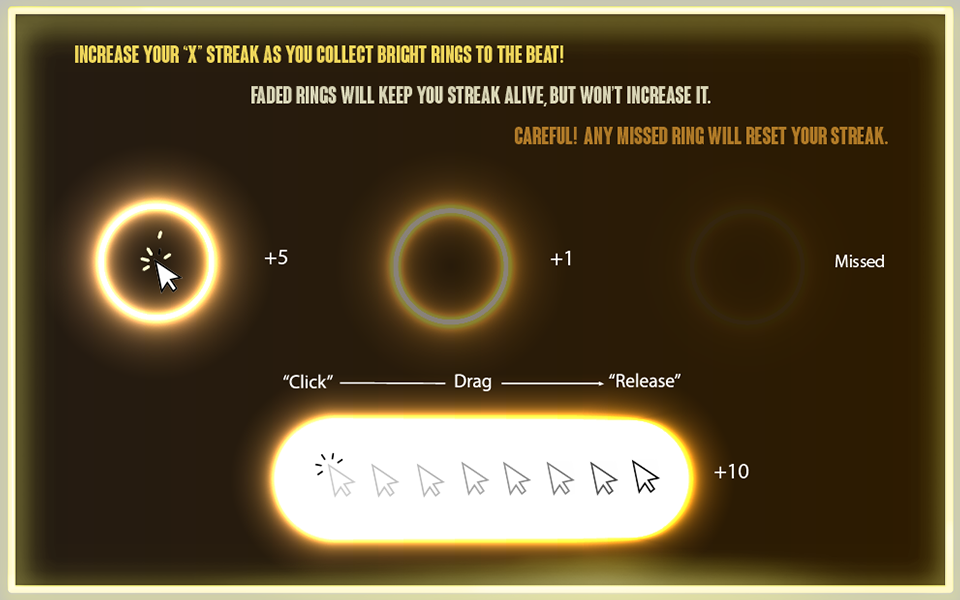 INCREASE YOUR "X" STREAK AS YOU COLLECT BRIGHT RINGS TO THE BEAT!
FADED RINGS WILL KEEP YOU STREAK ALIVE, BUT WON'T INCREASE IT.
CAREFUL! ANY MISSED RING WILL RESET YOUR STREAK.
+5
+1
Missed
“Click” Drag “Release”
+10